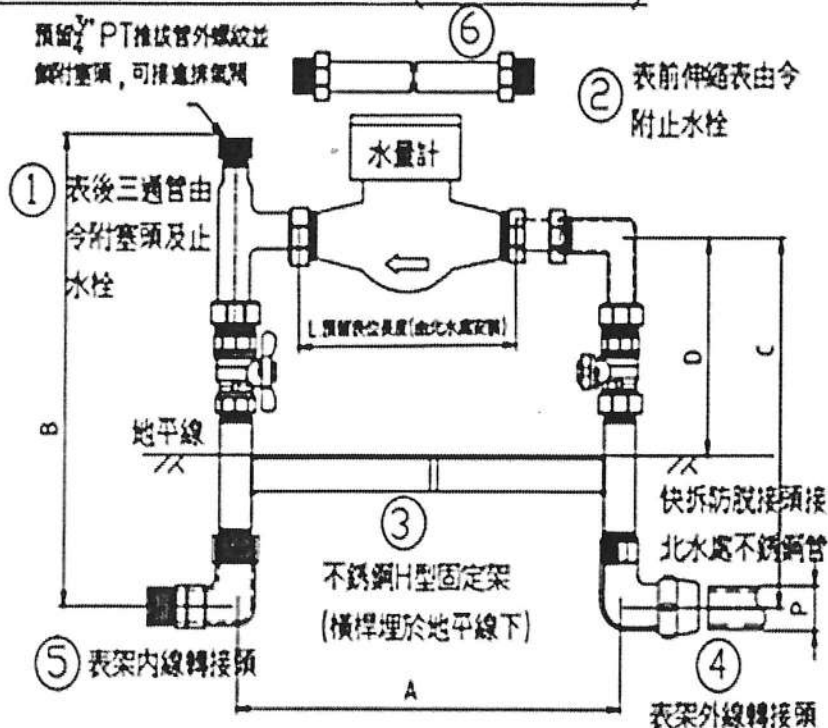 預留3/4" PT推拔管外螺紋並
銅附塞頭，可接進排氣閥
⑥
② 表前伸縮表由令
附止水栓
水量計
① 表後三通管由
令附塞頭及止
水栓
L.預留表位長度(由北水處安裝)
B
D
C
地平線
③
快拆防脫接頭接
北水處不銹鋼管
不銹鋼H型固定架
(橫桿埋於地平線下)
P
⑤ 表架內線轉接頭
A
④
表架外線轉接頭